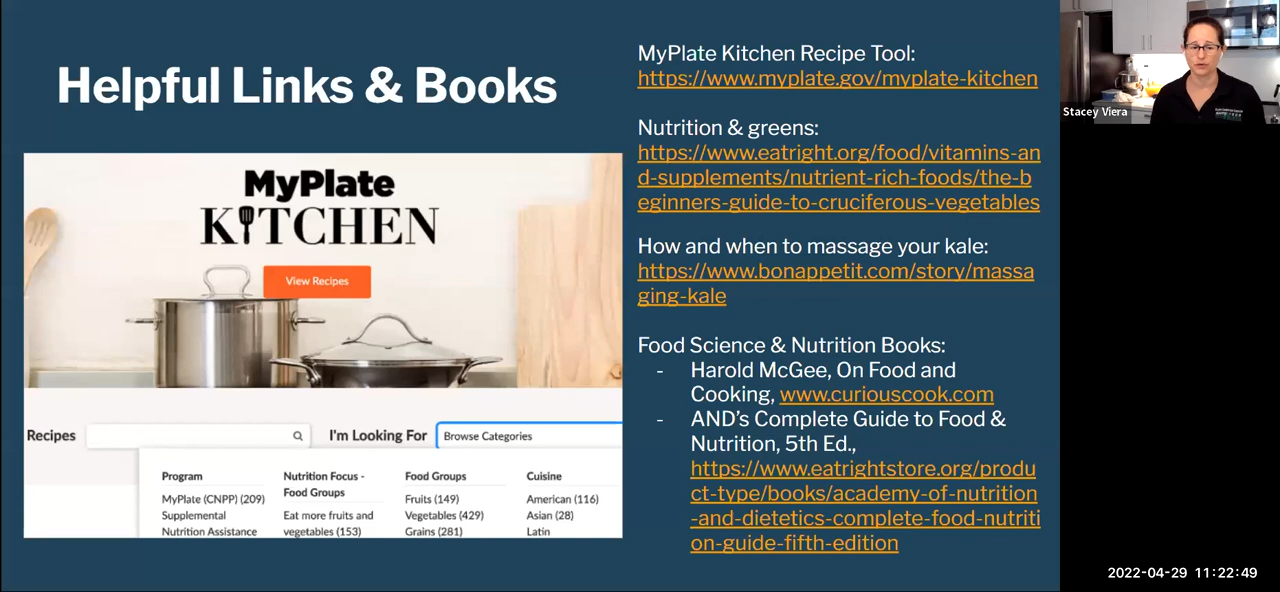 Helpful Links & Books
MyPlate
KITCHEN
View Recipes
Recipes
I'm Looking For
Browse Categories
Program
MyPlate (CNPP) (209)
Supplemental
Nutrition Assistance
Nutrition Focus -
Food Groups
Eat more fruits and
vegetables (153)
Food Groups
Fruits (149)
Vegetables (429)
Grains (281)
Cuisine
American (116)
Asian (28)
Latin
MyPlate Kitchen Recipe Tool:
https://www.myplate.gov/myplate-kitchen
Nutrition & greens:
https://www.eatright.org/food/vitamins-an
d-supplements/nutrient-rich-foods/the-b
eginners-guide-to-cruciferous-vegetables
How and when to massage your kale:
https://www.bonappetit.com/story/massa
ging-kale
Food Science & Nutrition Books:
- Harold McGee, On Food and
Cooking, www.curiouscook.com
- AND's Complete Guide to Food &
Nutrition, 5th Ed.,
https://www.eatrightstore.org/produ
ct-type/books/academy-of-nutrition
-and-dietetics-complete-food-nutriti
on-guide-fifth-edition
Stacey Viera
2022-04-29 11:22:49